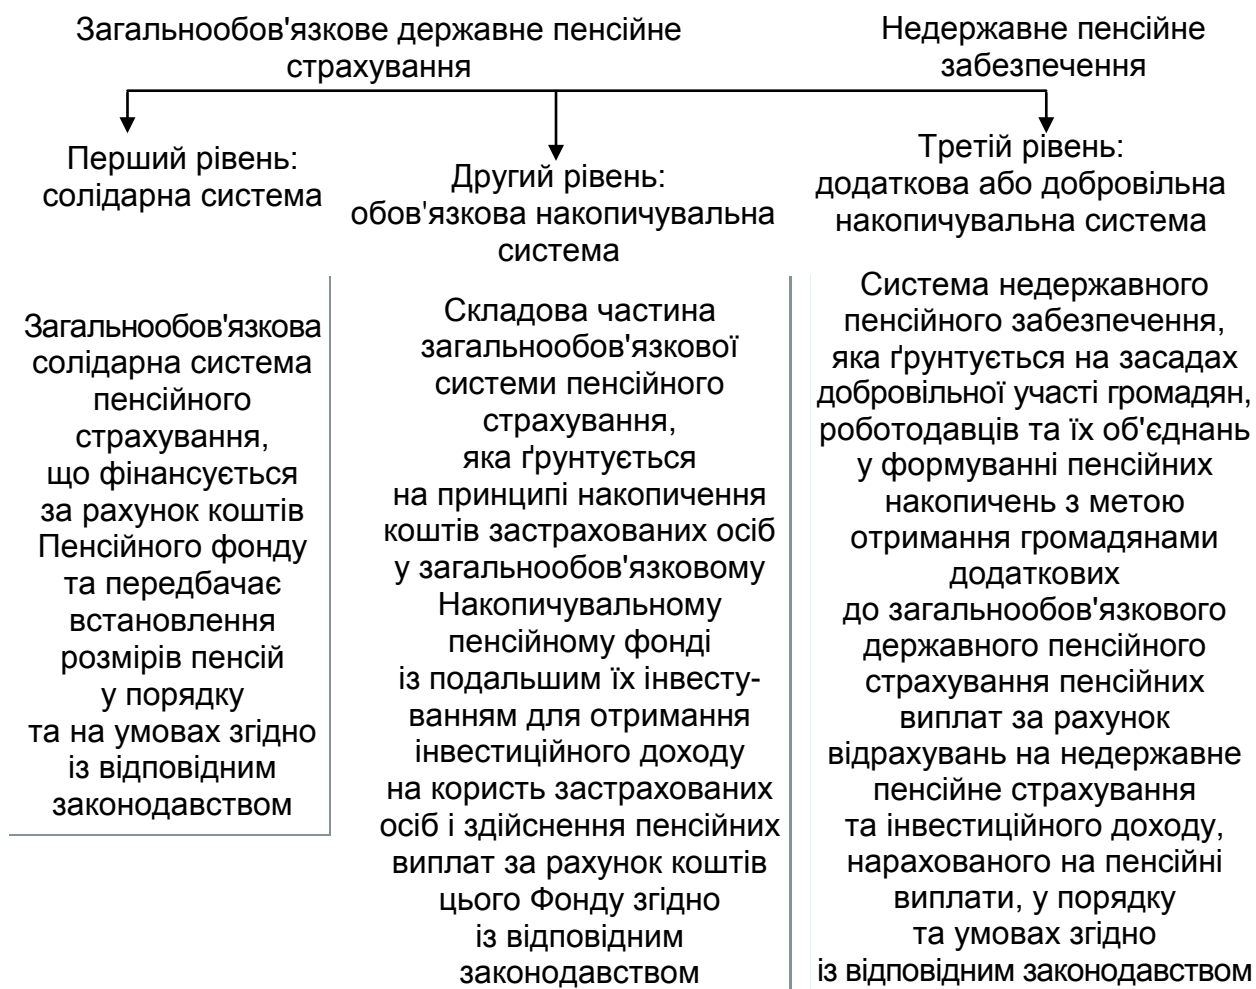 Загальнообов'язкове державне пенсійне
страхування
Недержавне пенсійне
забезпечення
Перший рівень:
солідарна система
Другий рівень:
обов'язкова накопичувальна
система
Третій рівень:
додаткова або добровільна
накопичувальна система
Загальнообов'язкова
солідарна система
пенсійного
страхування,
що фінансується
за рахунок коштів
Пенсійного фонду
та передбачає
встановлення
розмірів пенсій
у порядку
та на умовах згідно
із відповідним
законодавством
Складова частина
загальнообов'язкової
системи пенсійного
страхування,
яка ґрунтується
на принципі накопичення
коштів застрахованих осіб
у загальнообов'язковому
Накопичувальному
пенсійному фонді
із подальшим їх інвесту-
ванням для отримання
інвестиційного доходу
на користь застрахованих
осіб і здійснення пенсійних
виплат за рахунок коштів
цього Фонду згідно
із відповідним
законодавством
Система недержавного
пенсійного забезпечення,
яка ґрунтується на засадах
добровільної участі громадян,
роботодавців та їх об'єднань
у формуванні пенсійних
накопичень з метою
отримання громадянами
додаткових
до загальнообов'язкового
державного пенсійного
страхування пенсійних
виплат за рахунок
відрахувань на недержавне
пенсійне страхування
та інвестиційного доходу,
нарахованого на пенсійні
виплати, у порядку
та умовах згідно
із відповідним законодавством